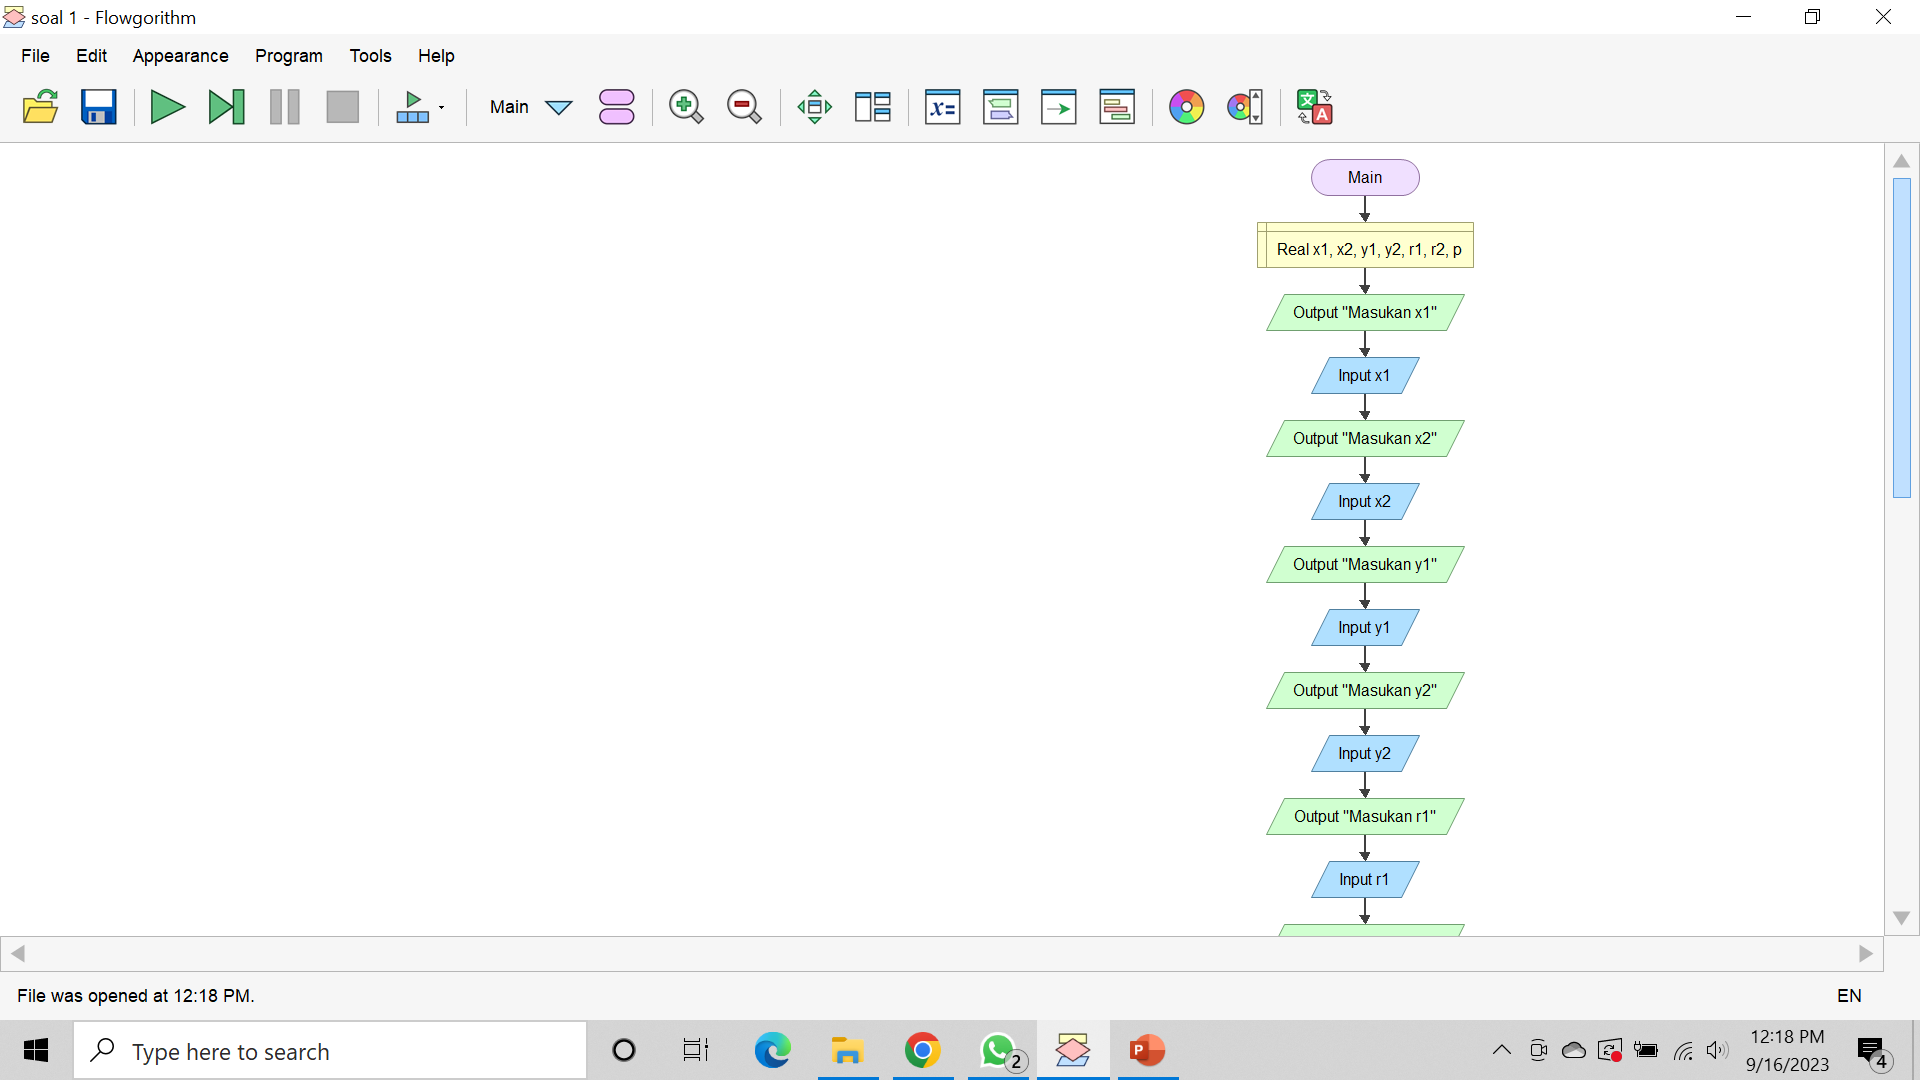 soal 1 - Flowgorithm
File Edit Appearance Program Tools Help
Main
x=
文
A
Main
Real x1, x2, y1, y2, r1, r2, p
Output "Masukan x1"
Input x1
Output "Masukan x2"
Input x2
Output "Masukan y1"
Input y1
Output "Masukan y2"
Input y2
Output "Masukan r1"
Input r1
File was opened at 12:18 PM.
EN
Type here to search
2
P
12:18 PM
9/16/2023
4